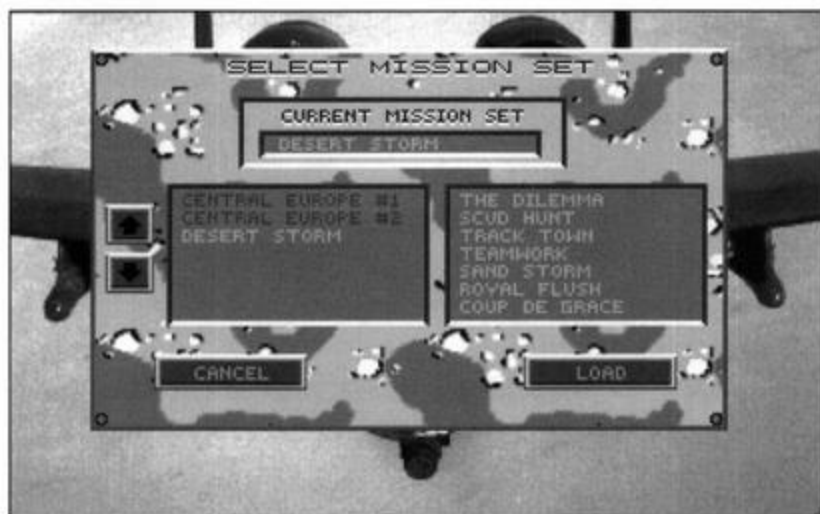 SELECT MISSION SET
CURRENT MISSION SET
DESERT STORM
CENTRAL EUROPE #1
CENTRAL EUROPE #2
DESERT STORM
THE DILEMMA
SCUD HUNT
TRACK TOWN
TEAMWORK
SAND STORM
ROYAL FLUSH
COUP DE GRACE
CANCEL
LOAD